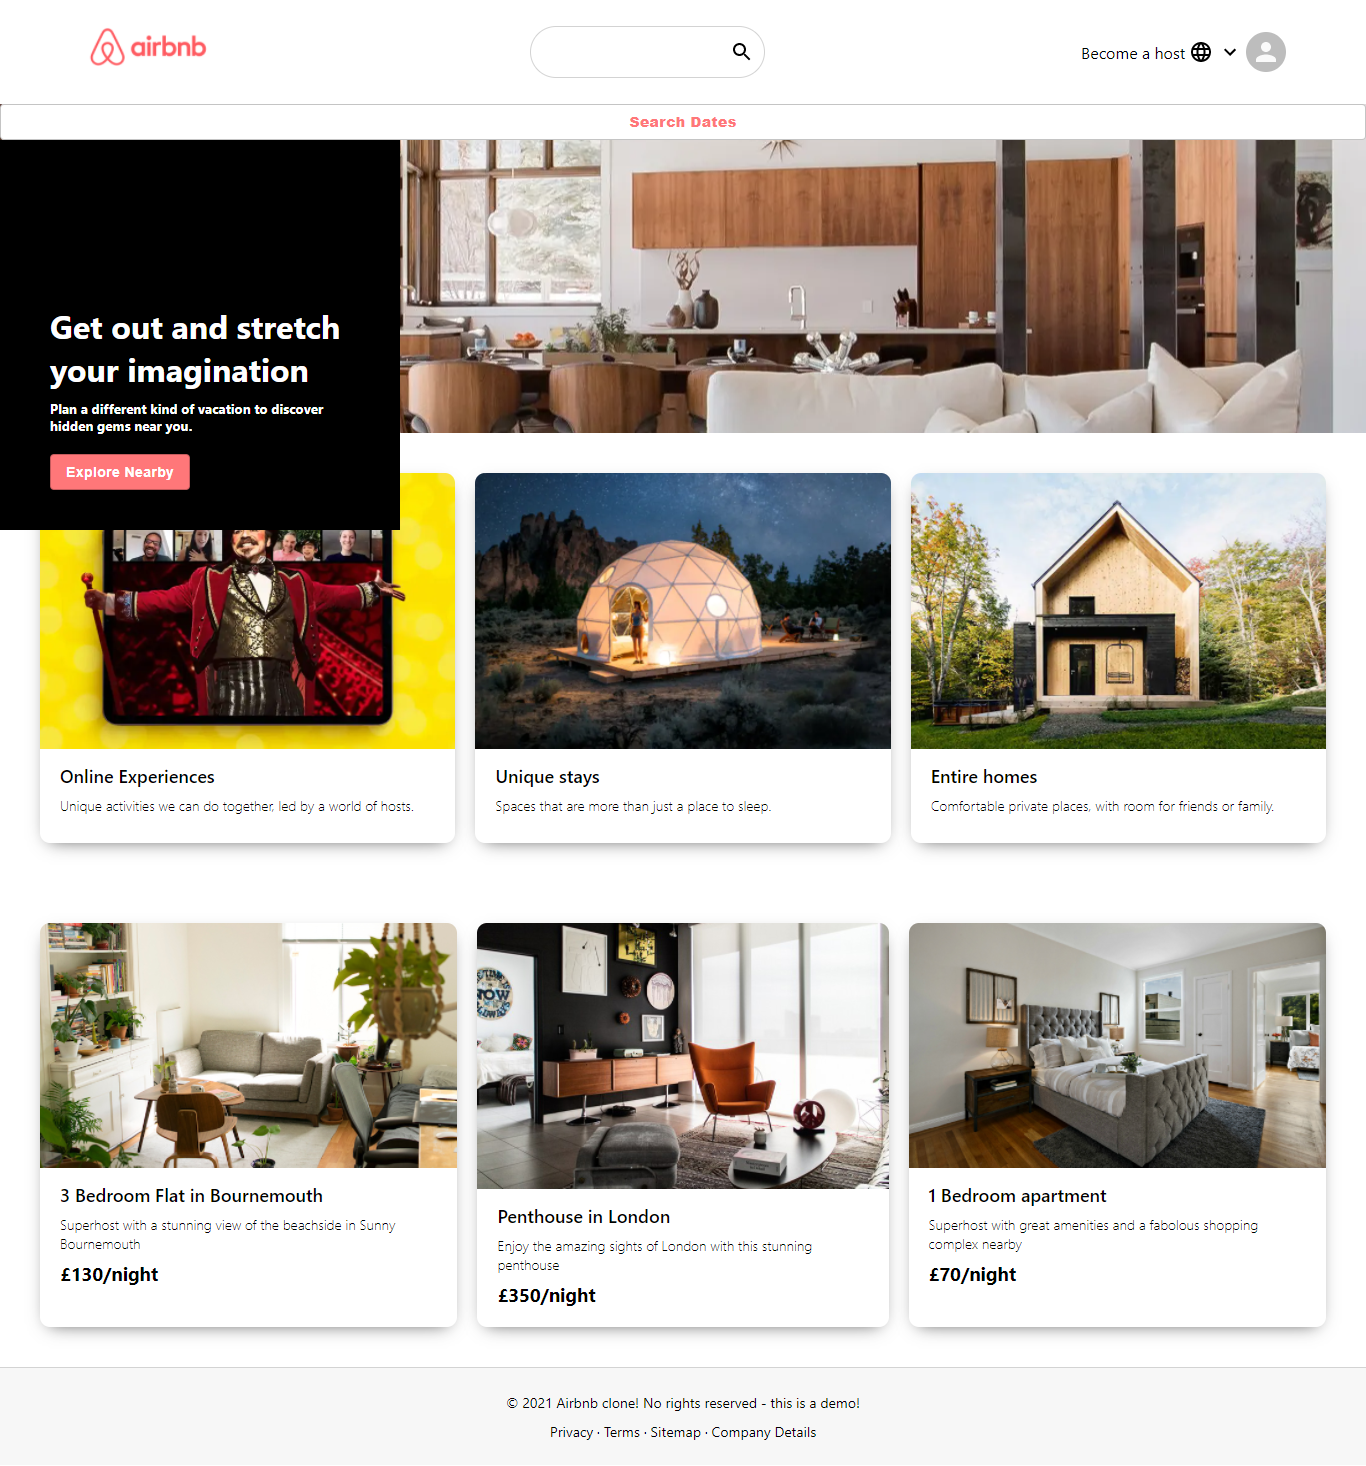 airbnb
Become a host
Search Dates
Get out and stretch
your imagination
Plan a different kind of vacation to discover
hidden gems near you.
Explore Nearby
Online Experiences
Unique activities we can do together, led by a world of hosts.
Unique stays
Spaces that are more than just a place to sleep.
Entire homes
Comfortable private places, with room for friends or family.
3 Bedroom Flat in Bournemouth
Superhost with a stunning view of the beachside in Sunny
Bournemouth
£130/night
Penthouse in London
Enjoy the amazing sights of London with this stunning
penthouse
£350/night
1 Bedroom apartment
Superhost with great amenities and a fabolous shopping
complex nearby
£70/night
© 2021 Airbnb clone! No rights reserved - this is a demo!
Privacy · Terms · Sitemap · Company Details